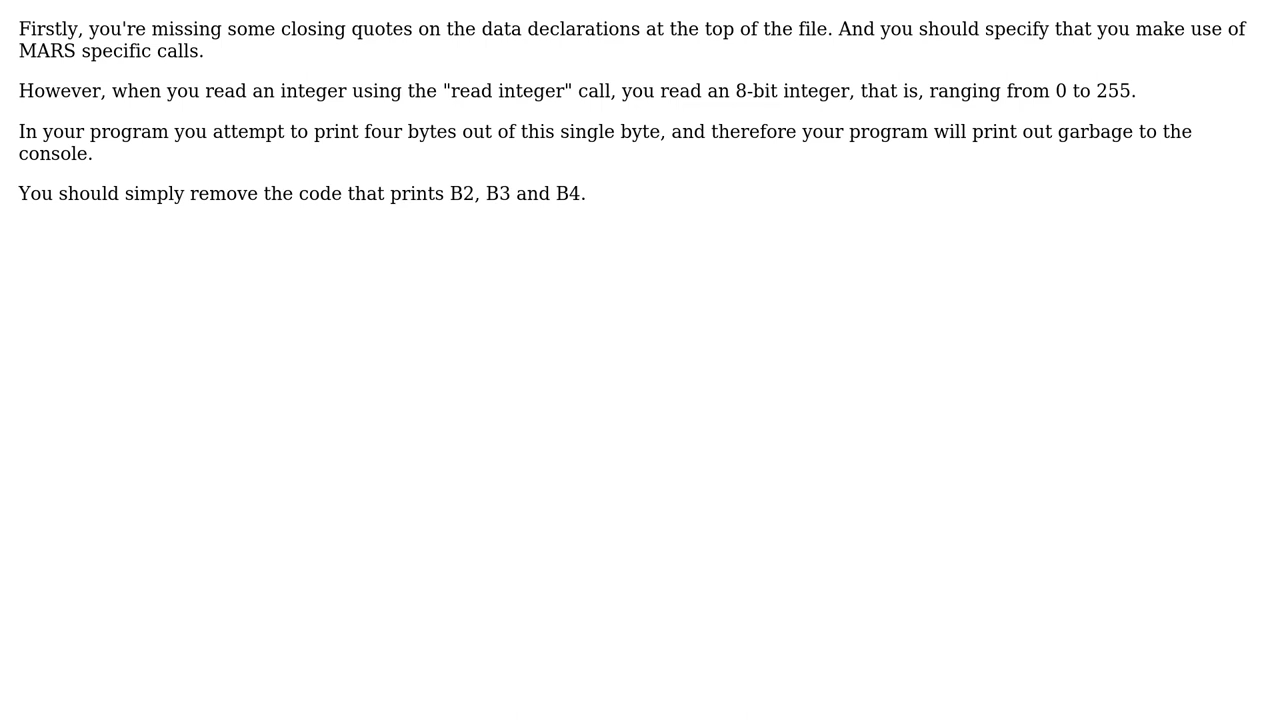 Firstly, you're missing some closing quotes on the data declarations at the top of the file. And you should specify that you make use of
MARS specific calls.
However, when you read an integer using the "read integer" call, you read an 8-bit integer, that is, ranging from 0 to 255.
In your program you attempt to print four bytes out of this single byte, and therefore your program will print out garbage to the
console.
You should simply remove the code that prints B2, B3 and B4.